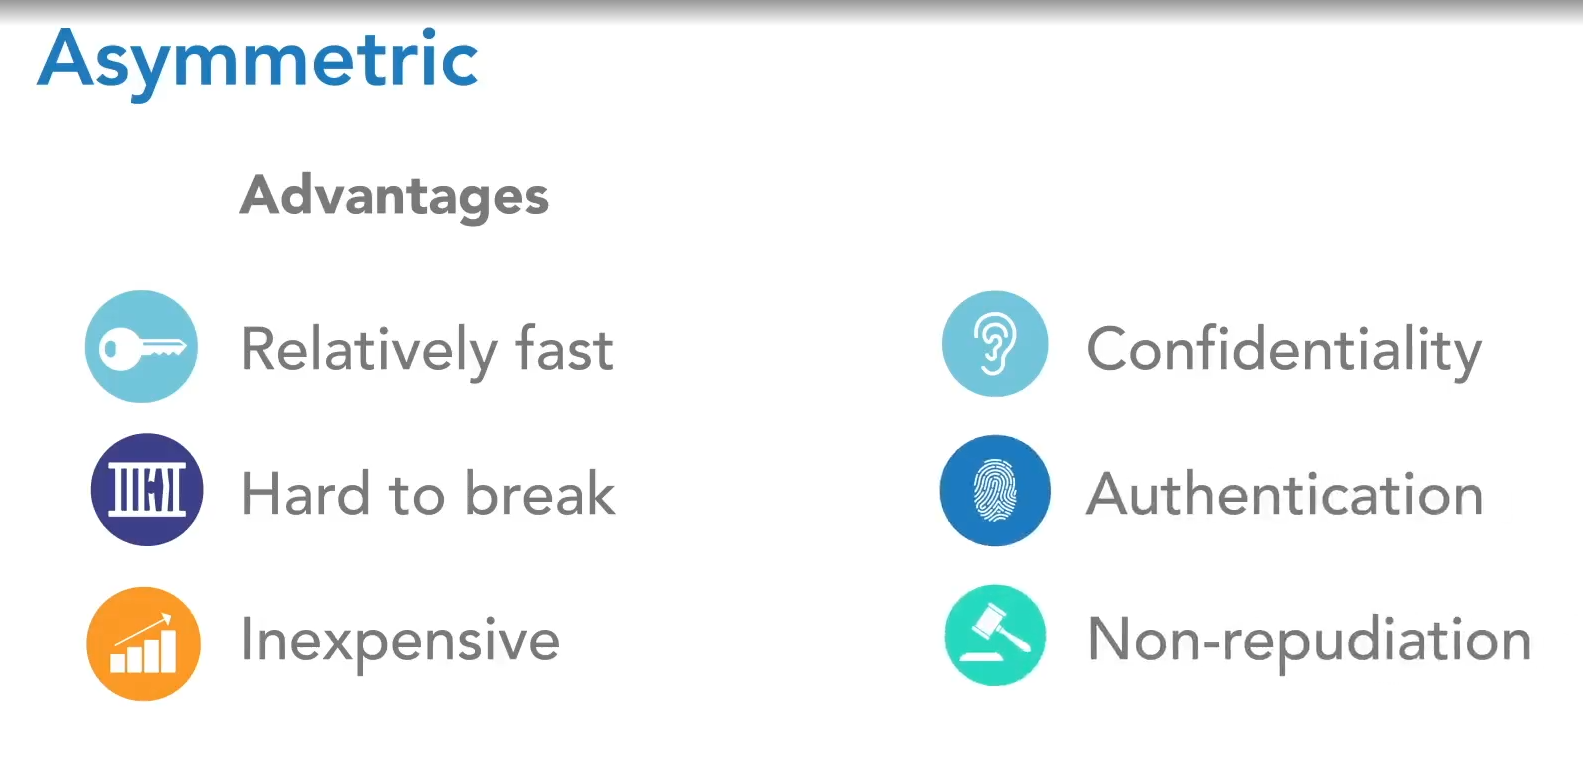 Asymmetric
Advantages
Relatively fast
Hard to break
Inexpensive
Confidentiality
Authentication
Non-repudiation